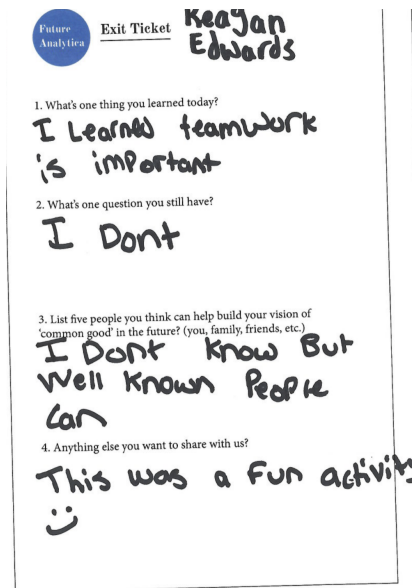 Future
Analytica
Exit Ticket
Keagan
Edwards
1. What's one thing you learned today?
I Learned teamwork
is important
2. What's one question you still have?
I Dont
3. List five people you think can help build your vision of
'common good' in the future? (you, family, friends, etc.)
I Dont know But
Well known People
Can
4. Anything else you want to share with us?
This was a Fun activity
:)